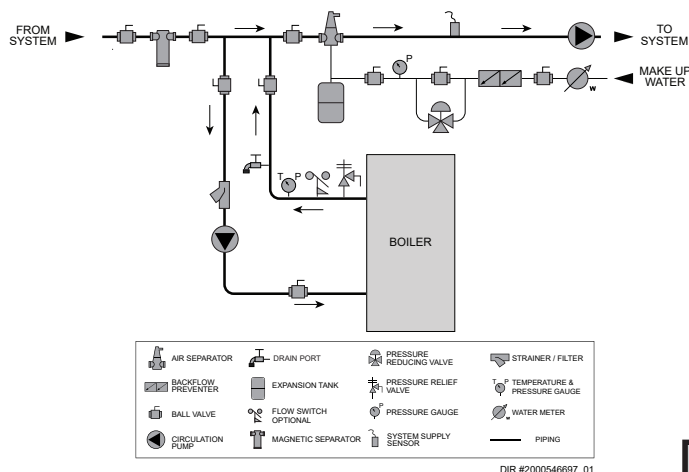 FROM
SYSTEM
TO
SYSTEM
P
MAKE UP
WATER
W
T P
BOILER
AIR SEPARATOR
DRAIN PORT
PRESSURE
REDUCING VALVE
STRAINER / FILTER
BACKFLOW
PREVENTER
EXPANSION TANK
PRESSURE RELIEF
VALVE
T P
TEMPERATURE &
PRESSURE GAUGE
BALL VALVE
FLOW SWITCH
OPTIONAL
P
PRESSURE GAUGE
W
WATER METER
CIRCULATION
PUMP
MAGNETIC SEPARATOR
SYSTEM SUPPLY
SENSOR
PIPING
DIR #2000546697 01